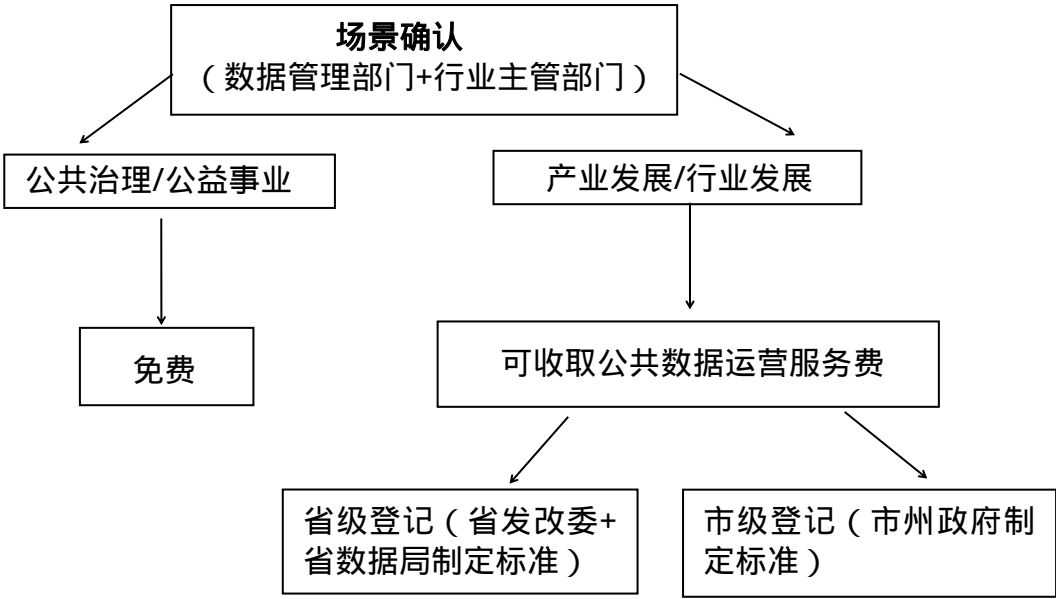 场景确认
（数据管理部门+行业主管部门）
公共治理/公益事业
产业发展/行业发展
免费
可收取公共数据运营服务费
省级登记（省发改委+
省数据局制定标准）
市级登记（市州政府制
定标准）